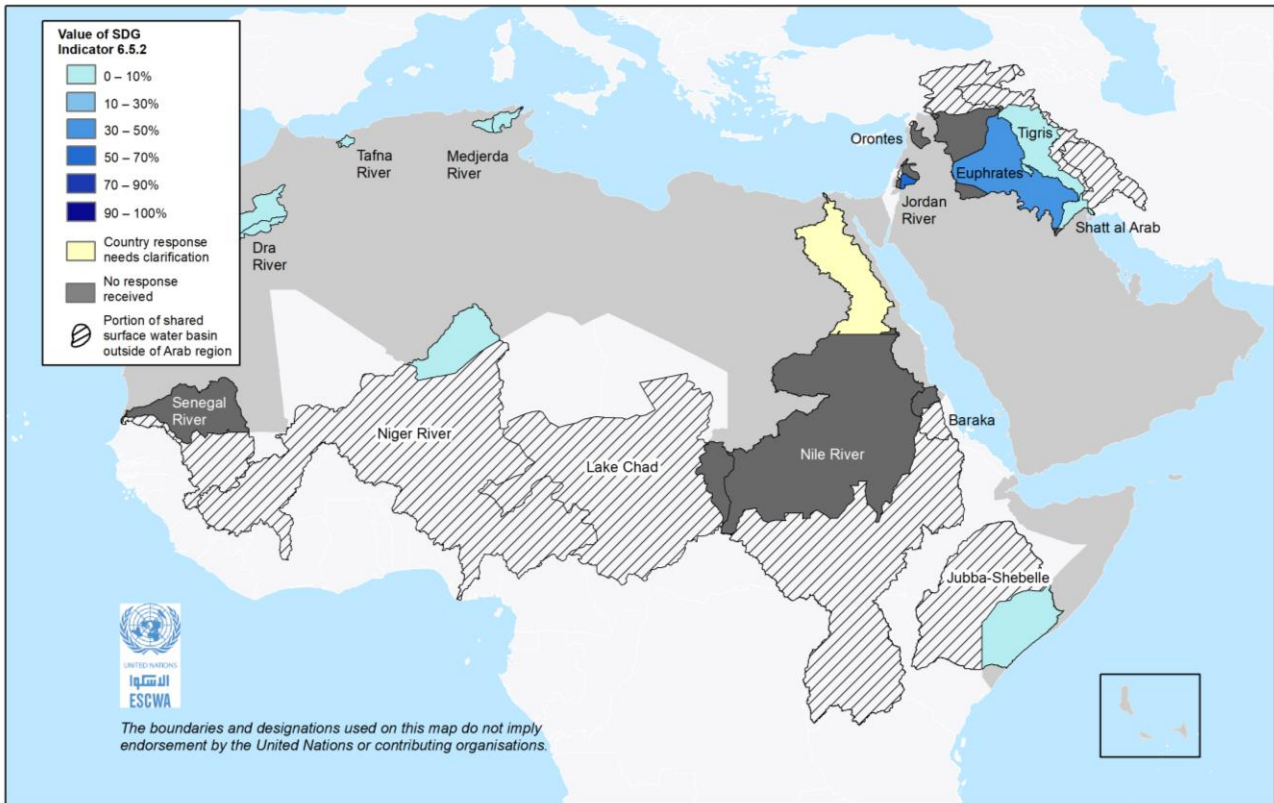 Value of SDG
Indicator 6.5.2
0 – 10%
10 – 30%
30 – 50%
50 – 70%
70 – 90%
90 – 100%
Country response
needs clarification
No response
received
Portion of shared
surface water basin
outside of Arab region
Tafna
River
Medjerda
River
Dra
River
Orontes
Tigris
Euphrates
Jordan
River
Shatt al Arab
Senegal
River
Niger River
Lake Chad
Nile River
Baraka
Jubba-Shebelle
UNITED NATIONS
الاسكوا
ESCWA
The boundaries and designations used on this map do not imply
endorsement by the United Nations or contributing organisations.